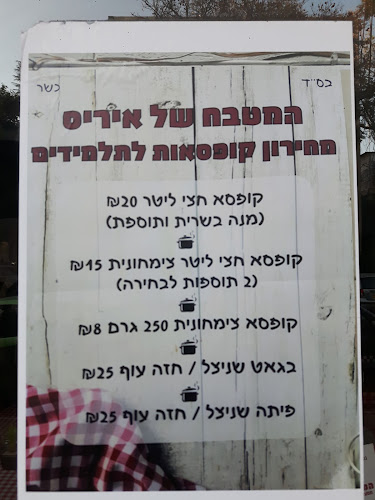 בס"ד
כשר
המטבח של איריס
מחירון קופסאות לתלמידים
קופסא חצי ליטר 20₪
(מנה בשרית ותוספת)
קופסא חצי ליטר צימחונית 15₪
(2 תוספות לבחירה)
קופסא צימחונית 250 גרם 8₪
בגאט שניצל / חזה עוף 25₪
פיתה שניצל / חזה עוף 25₪